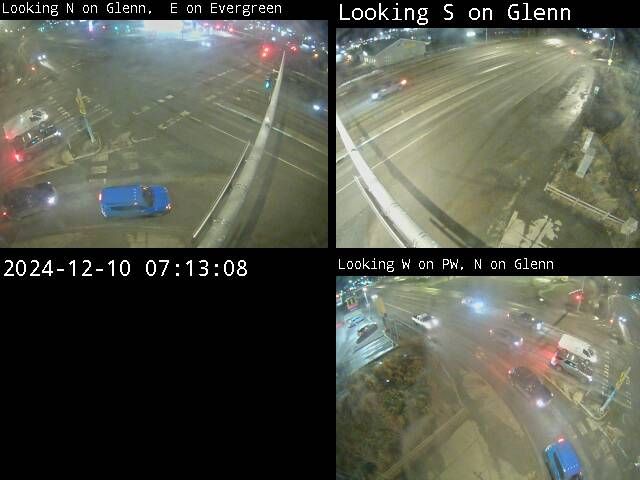 Looking N on Glenn,  E on Evergreen
Looking S on Glenn
2024-12-10 07:13:08
Looking W on PW, N on Glenn